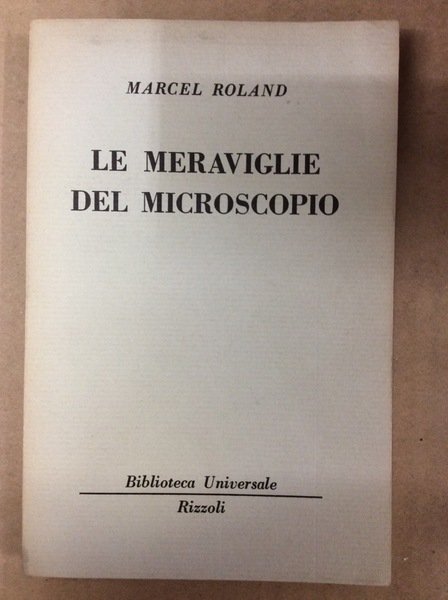 MARCEL ROLAND
LE MERAVIGLIE
DEL MICROSCOPIO
Biblioteca Universale
Rizzoli